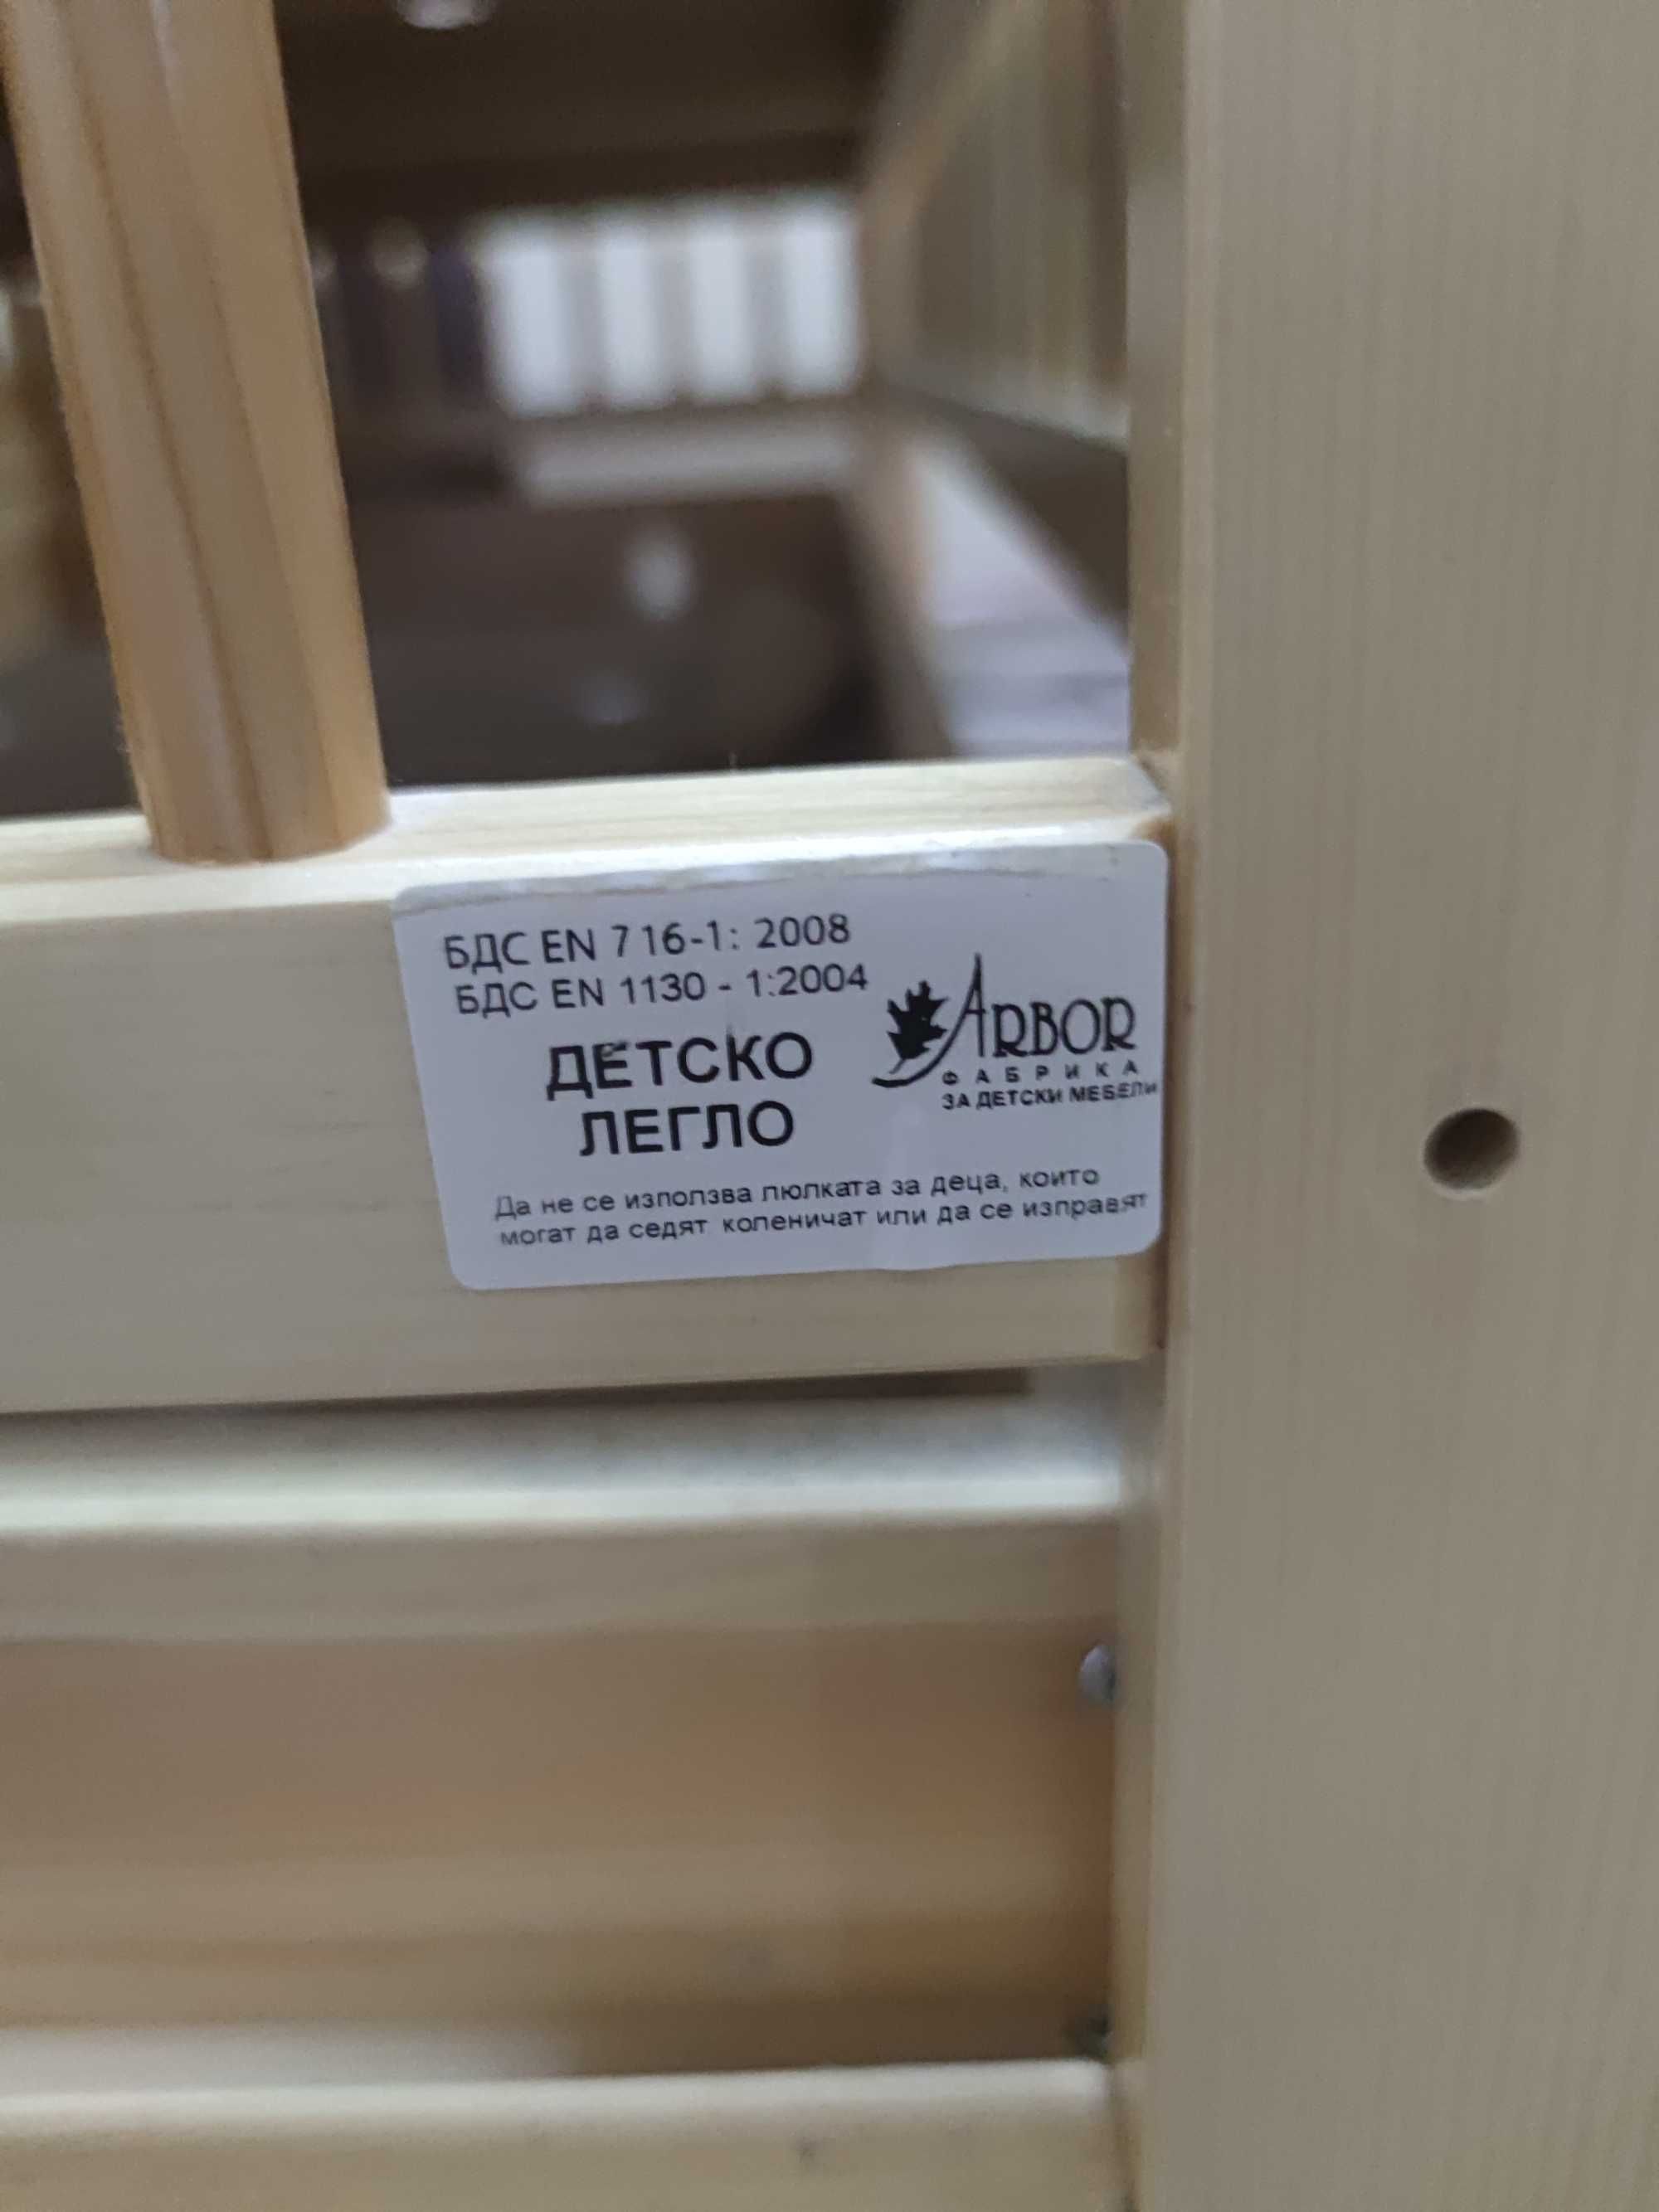 БДС EN 716-1: 2008
БДС EN 1130 - 1:2004
ДЕТСКО
ЛЕГЛО
ARBOR
ФАБРИКА
ЗА ДЕТСКИ МЕБЕЛИ
Да не се използва люлката за деца, които
могат да седят коленичат или да се изправят